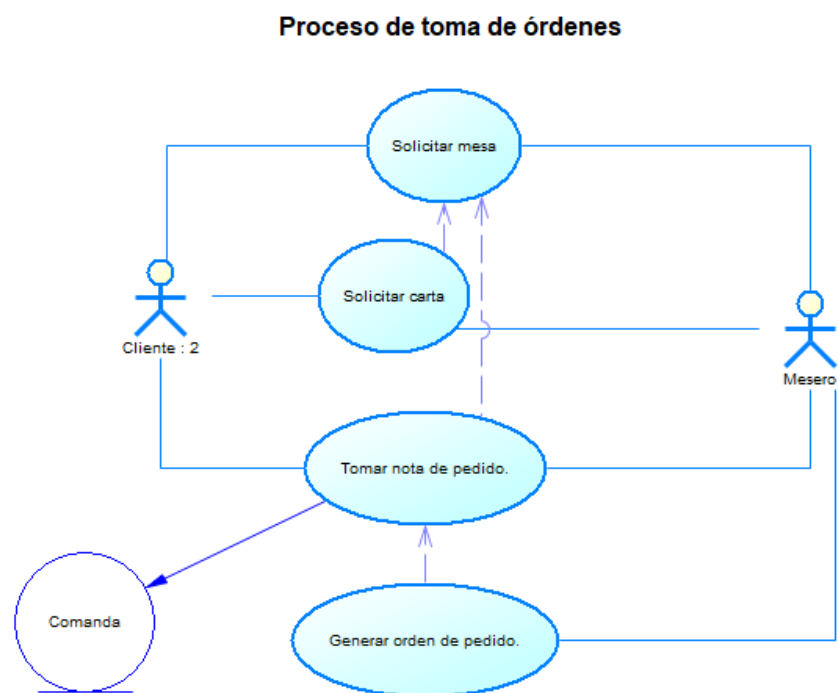 Proceso de toma de órdenes
Solicitar mesa
Solicitar carta
Cliente : 2
Mesero
Tomar nota de pedido.
Comanda
Generar orden de pedido.